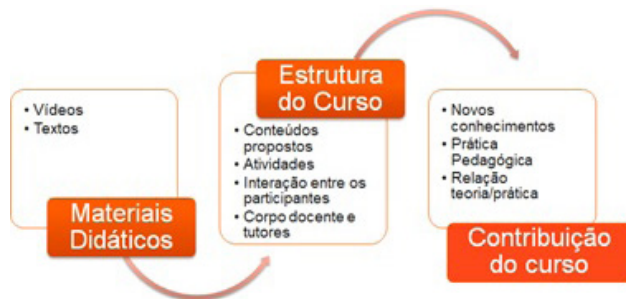 • Vídeos
• Textos
Materiais
Didáticos
Estrutura
do Curso
• Conteúdos
propostos
• Atividades
• Interação entre os
participantes
• Corpo docente e
tutores
• Novos
conhecimentos
• Prática
Pedagógica
• Relação
teoria/prática
Contribuição
do curso